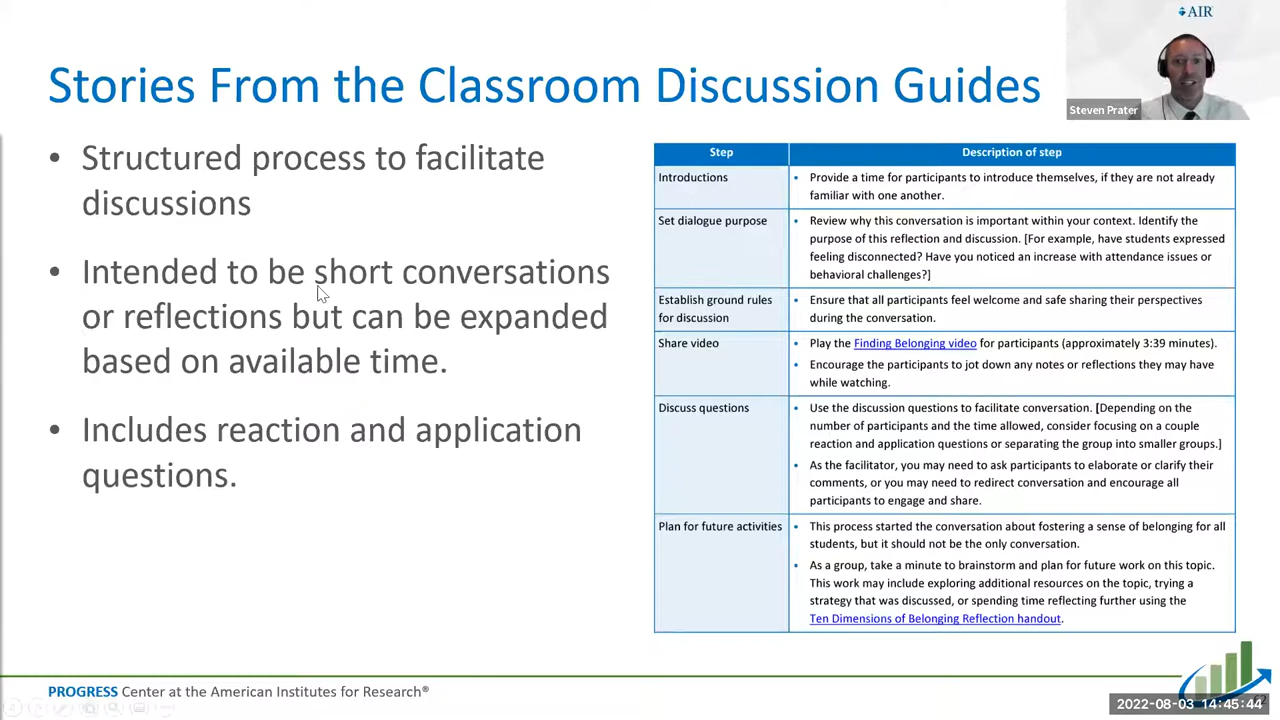 AIR
Stories From the Classroom Discussion Guides
Steven Prater
• Structured process to facilitate
discussions
• Intended to be short conversations
or reflections but can be expanded
based on available time.
• Includes reaction and application
questions.
Step Description of step
Introductions
• Provide a time for participants to introduce themselves, if they are not already
familiar with one another.
Set dialogue purpose
• Review why this conversation is important within your context. Identify the
purpose of this reflection and discussion. [For example, have students expressed
feeling disconnected? Have you noticed an increase with attendance issues or
behavioral challenges?]
Establish ground rules
for discussion
• Ensure that all participants feel welcome and safe sharing their perspectives
during the conversation.
Share video
• Play the Finding Belonging video for participants (approximately 3:39 minutes).
• Encourage the participants to jot down any notes or reflections they may have
while watching.
Discuss questions
• Use the discussion questions to facilitate conversation. [Depending on the
number of participants and the time allowed, consider focusing on a couple
reaction and application questions or separating the group into smaller groups.]
• As the facilitator, you may need to ask participants to elaborate or clarify their
comments, or you may need to redirect conversation and encourage all
participants to engage and share.
Plan for future activities
• This process started the conversation about fostering a sense of belonging for all
students, but it should not be the only conversation.
• As a group, take a minute to brainstorm and plan for future work on this topic.
This work may include exploring additional resources on the topic, trying a
strategy that was discussed, or spending time reflecting further using the
Ten Dimensions of Belonging Reflection handout.
PROGRESS Center at the American Institutes for Research®
2022-08-03 14:45:44